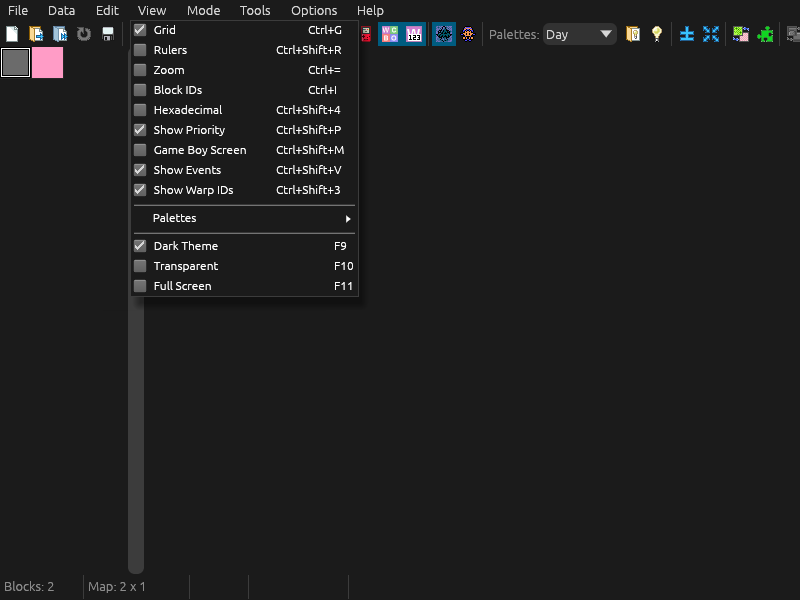 File Data Edit View Mode Tools Options Help
Palettes: Day
Grid Ctrl+G
Rulers Ctrl+Shift+R
Zoom Ctrl+=
Block IDs Ctrl+I
Hexadecimal Ctrl+Shift+4
Show Priority Ctrl+Shift+P
Game Boy Screen Ctrl+Shift+M
Show Events Ctrl+Shift+V
Show Warp IDs Ctrl+Shift+3
Palettes
Dark Theme F9
Transparent F10
Full Screen F11
Blocks: 2 Map: 2 x 1